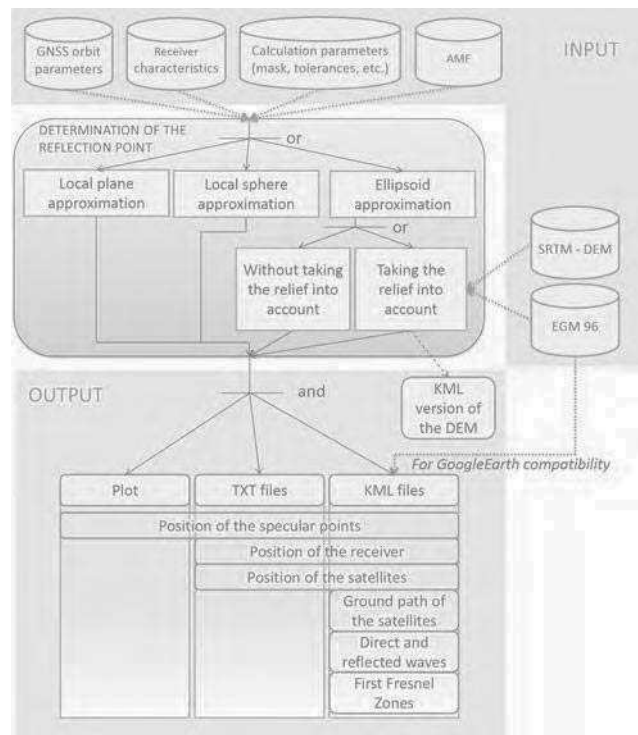 GNSS orbit
parameters
Receiver
characteristics
Calculation parameters
(mask, tolerances, etc.)
AMF
INPUT
DETERMINATION OF THE
REFLECTION POINT
or
Local plane
approximation
Local sphere
approximation
Ellipsoid
approximation
or
Without taking
the relief into
account
Taking the
relief into
account
SRTM - DEM
EGM 96
OUTPUT
and
KML
version of
the DEM
For GoogleEarth compatibility
Plot
TXT files
KML files
Position of the specular points
Position of the receiver
Position of the satellites
Ground path of
the satellites
Direct and
reflected waves
First Fresnel
Zones